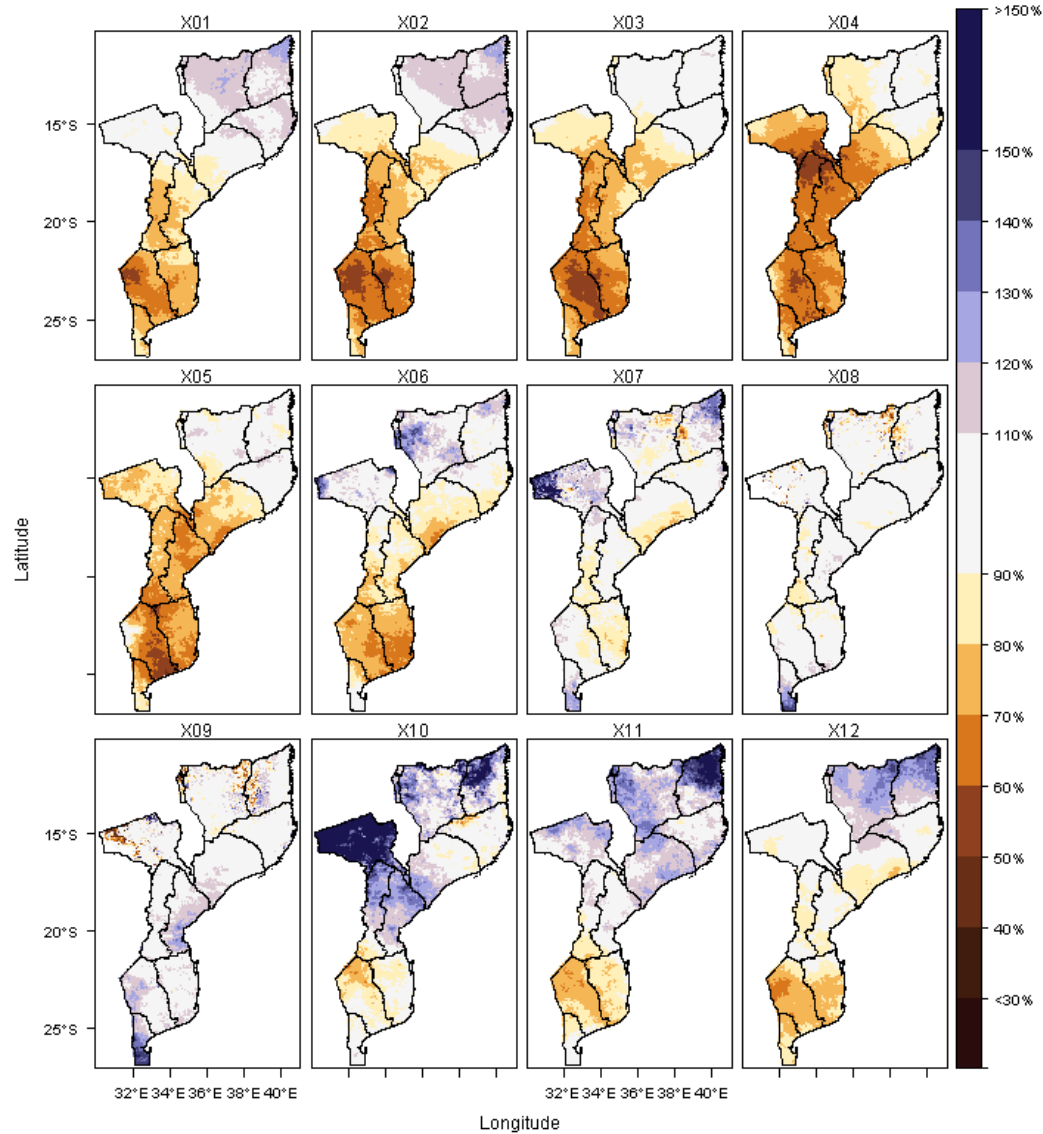 X01 X02 X03 X04
15°S
20°S
25°S
X05 X06 X07 X08
Latitude
X09 X10 X11 X12
15°S
20°S
25°S
32°E 34°E 36°E 38°E 40°E 32°E 34°E 36°E 38°E 40°E
Longitude
>150%
150%
140%
130%
120%
110%
90%
80%
70%
60%
50%
40%
<30%